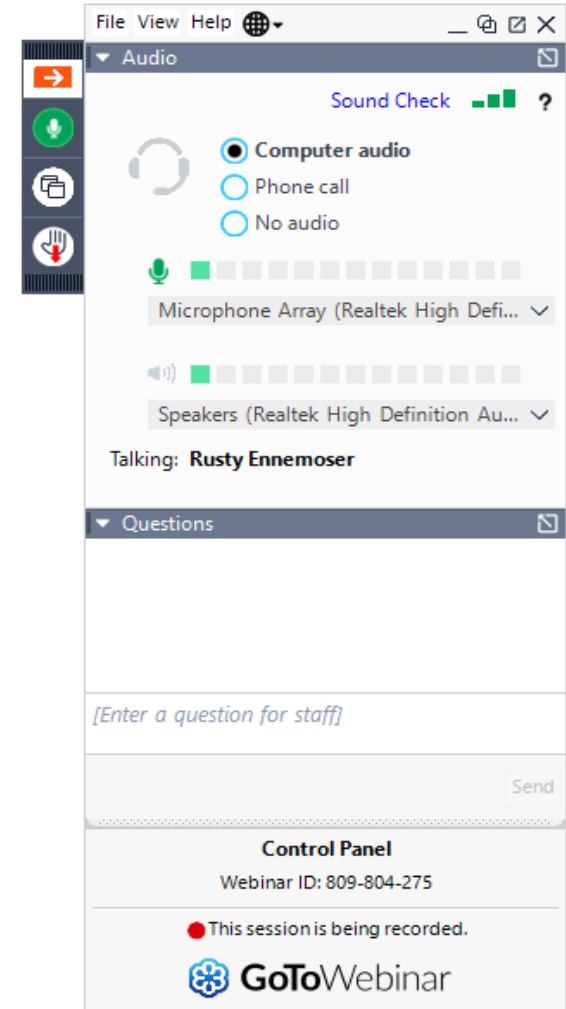 File View Help
Audio
Sound Check ?
Computer audio
Phone call
No audio
Microphone Array (Realtek High Defi...
Speakers (Realtek High Definition Au...
Talking: Rusty Ennemoser
Questions
[Enter a question for staff]
Send
Control Panel
Webinar ID: 809-804-275
This session is being recorded.
GoToWebinar